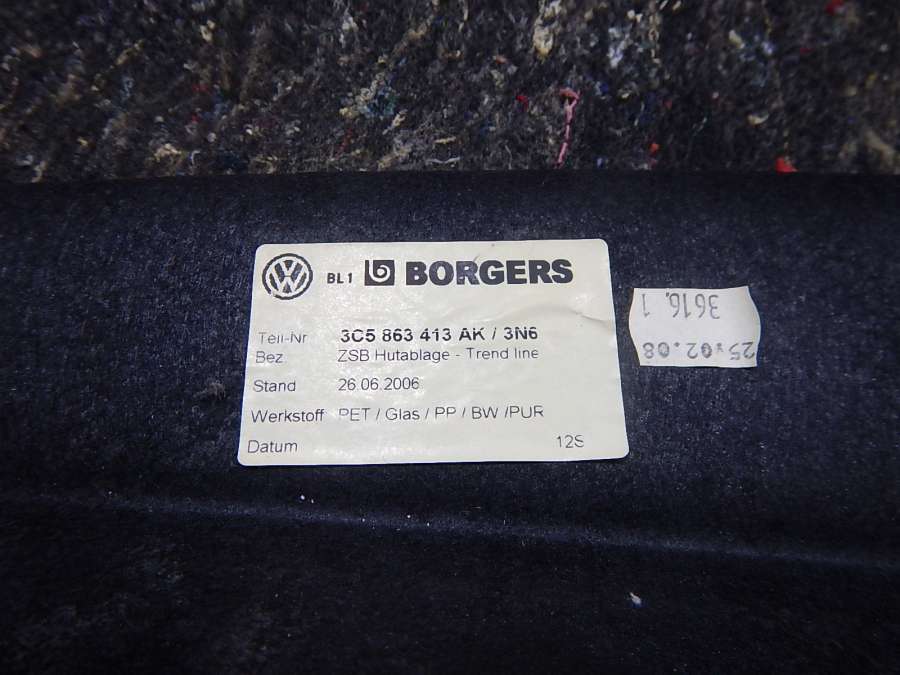 BL1 BORGERS
Teil-Nr 3C5 863 413 AK / 3N6
Bez ZSB Hutablage - Trend line
Stand 26.06.2006
Werkstoff PET / Glas / PP / BW /PUR
Datum 12S
25.02.08
3616,1